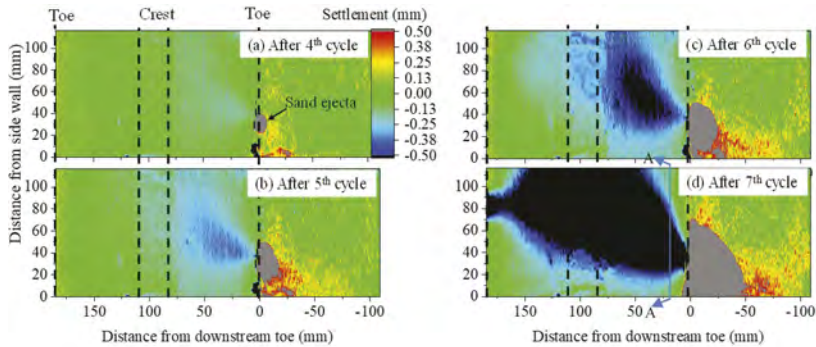 Toe Crest Toe Settlement (mm)
(a) After 4th cycle
Sand ejecta
0.50
0.38
0.25
0.13
0.00
-0.13
-0.25
-0.38
-0.50
100
80
60
40
20
0
(b) After 5th cycle
100
80
60
40
20
0
150 100 50 0 -50 -100
Distance from side wall (mm)
Distance from downstream toe (mm)
(c) After 6th cycle
100
80
60
40
20
0
A
(d) After 7th cycle
100
80
60
40
20
0
A
150 100 50 0 -50 -100
Distance from downstream toe (mm)